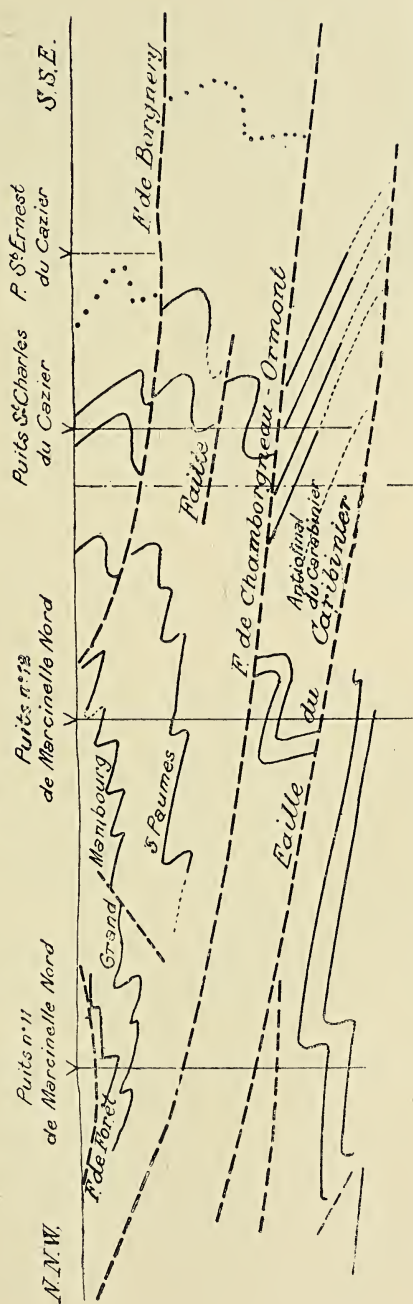 N.N.W.
Puits n° 11
de Marcinelle Nord
Puits n° 12
de Marcinelle Nord
Puits St Charles
du Cazier
P. St Ernest
du Cazier
S.S.E.
F. de Forêt
Grand
Mambourg
5 Paumes
Faille
F. de Borgnery
F. de Chamborgneau - Ormont
Anticlinal
du Carabinier
Faille du Caribinier